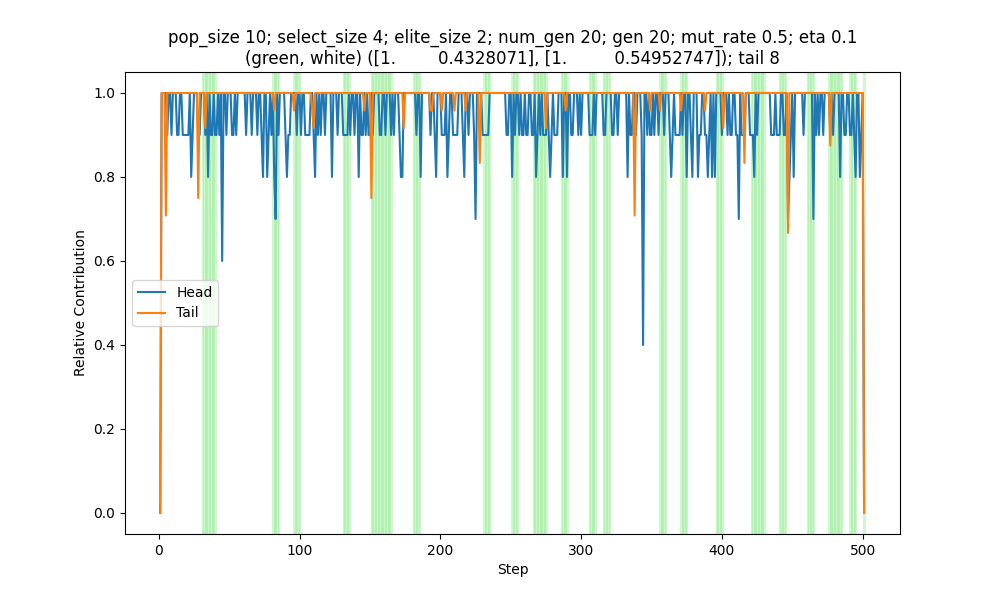 pop_size 10; select_size 4; elite_size 2; num_gen 20; gen 20; mut_rate 0.5; eta 0.1
(green, white) ([1. 0.4328071], [1. 0.54952747]); tail 8
1.0
0.8
0.6
0.4
0.2
0.0
Relative Contribution
Head
Tail
0 100 200 300 400 500
Step